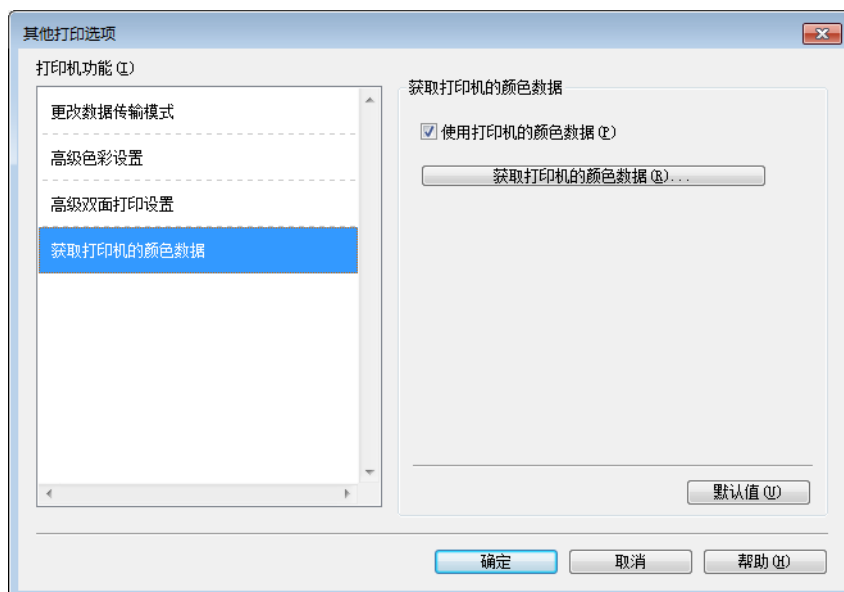 其他打印选项
打印机功能(I)
更改数据传输模式
高级色彩设置
高级双面打印设置
获取打印机的颜色数据
获取打印机的颜色数据
使用打印机的颜色数据(P)
获取打印机的颜色数据(R)...
默认值(U)
确定
取消
帮助(H)